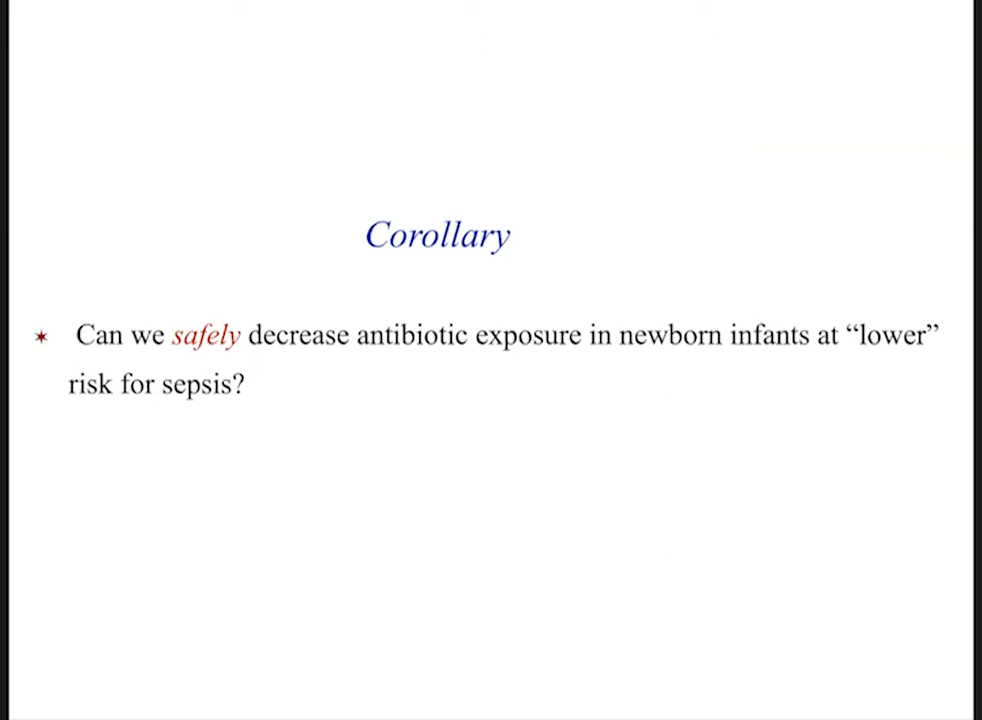 Corollary
✶ Can we safely decrease antibiotic exposure in newborn infants at “lower”
risk for sepsis?